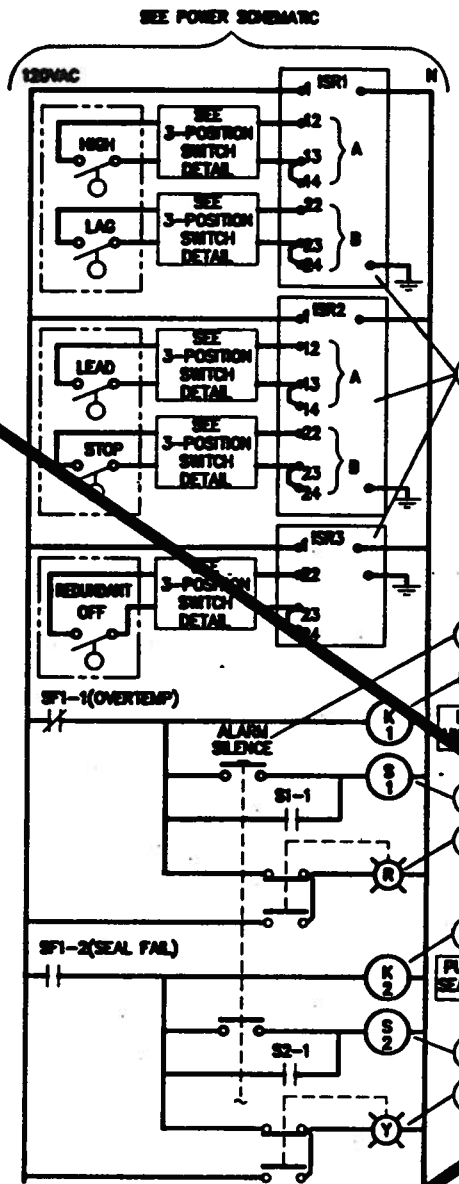 SEE POWER SCHEMATIC
120VAC
N
ISR1
HIGH
SEE
3-POSITION
SWITCH
DETAIL
12
13
14
A
LAG
SEE
3-POSITION
SWITCH
DETAIL
22
23
24
B
ISR2
LEAD
SEE
3-POSITION
SWITCH
DETAIL
12
13
14
A
STOP
SEE
3-POSITION
SWITCH
DETAIL
22
23
24
B
ISR3
REDUNDANT
OFF
SEE
3-POSITION
SWITCH
DETAIL
22
23
24
SF1-1(OVERTEMP)
K
1
ALARM
SILENCE
S
1
S1-1
R
SF1-2(SEAL FAIL)
K
2
S
2
S2-1
Y